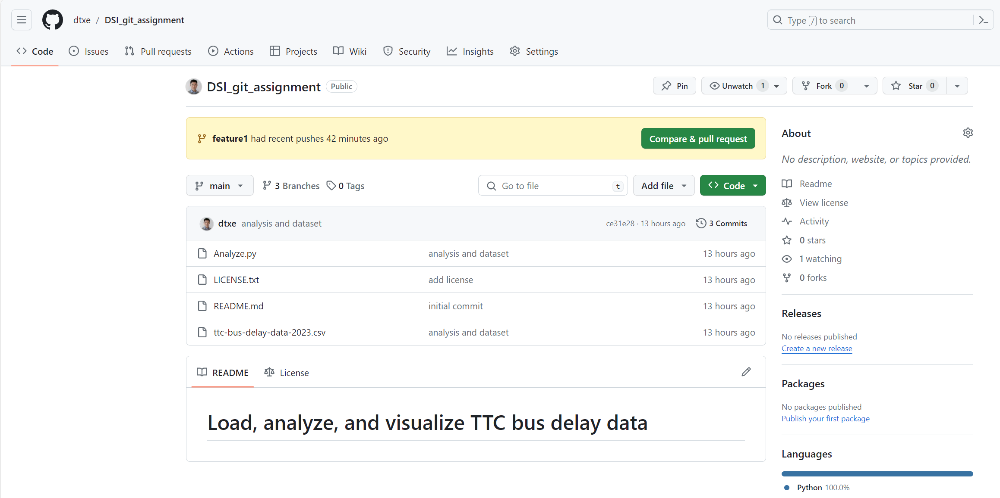 dtxe / DSI_git_assignment
Type / to search
Code Issues Pull requests Actions Projects Wiki Security Insights Settings
DSI_git_assignment Public
Pin Unwatch 1 Fork 0 Star 0
feature1 had recent pushes 42 minutes ago
Compare & pull request
main 3 Branches 0 Tags
Go to file t
Add file
Code
dtxe analysis and dataset ce31e28 · 13 hours ago 3 Commits
Analyze.py analysis and dataset 13 hours ago
LICENSE.txt add license 13 hours ago
README.md initial commit 13 hours ago
ttc-bus-delay-data-2023.csv analysis and dataset 13 hours ago
README License
Load, analyze, and visualize TTC bus delay data
About
No description, website, or topics provided.
Readme
View license
Activity
0 stars
1 watching
0 forks
Releases
No releases published
Create a new release
Packages
No packages published
Publish your first package
Languages
Python 100.0%